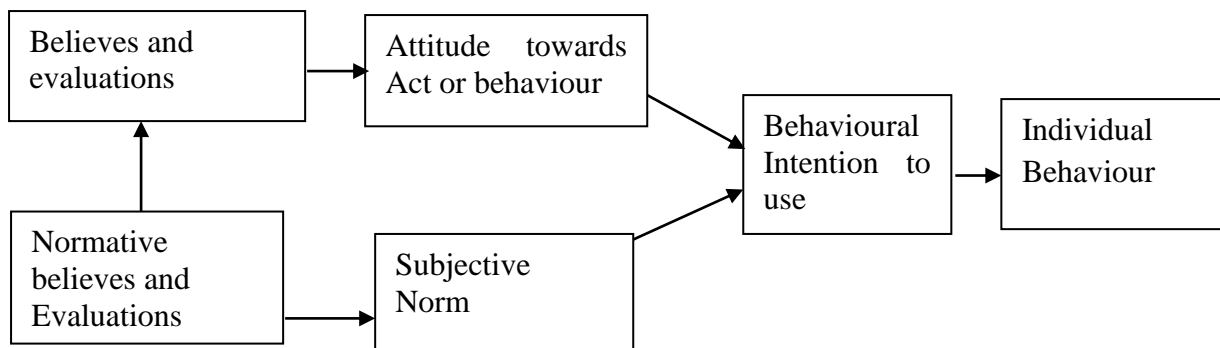 Believes and
evaluations
Attitude towards
Act or behaviour
Behavioural
Intention to
use
Individual
Behaviour
Normative
believes and
Evaluations
Subjective
Norm